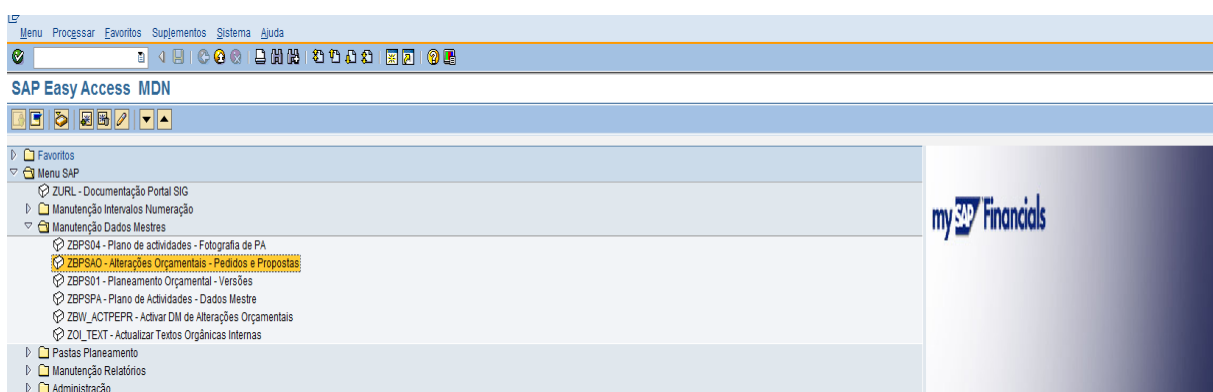 Menu Processar Favoritos Suplementos Sistema Ajuda
SAP Easy Access MDN
Favoritos
Menu SAP
ZURL - Documentação Portal SIG
Manutenção Intervalos Numeração
Manutenção Dados Mestres
ZBPS04 - Plano de actividades - Fotografia de PA
ZBPSAO - Alterações Orçamentais - Pedidos e Propostas
ZBPS01 - Planeamento Orçamental - Versões
ZBPSPA - Plano de Actividades - Dados Mestre
ZBW_ACTPEPR - Activar DM de Alterações Orçamentais
ZOI_TEXT - Actualizar Textos Orgânicas Internas
Pastas Planeamento
Manutenção Relatórios
Administração
my SAP Financials